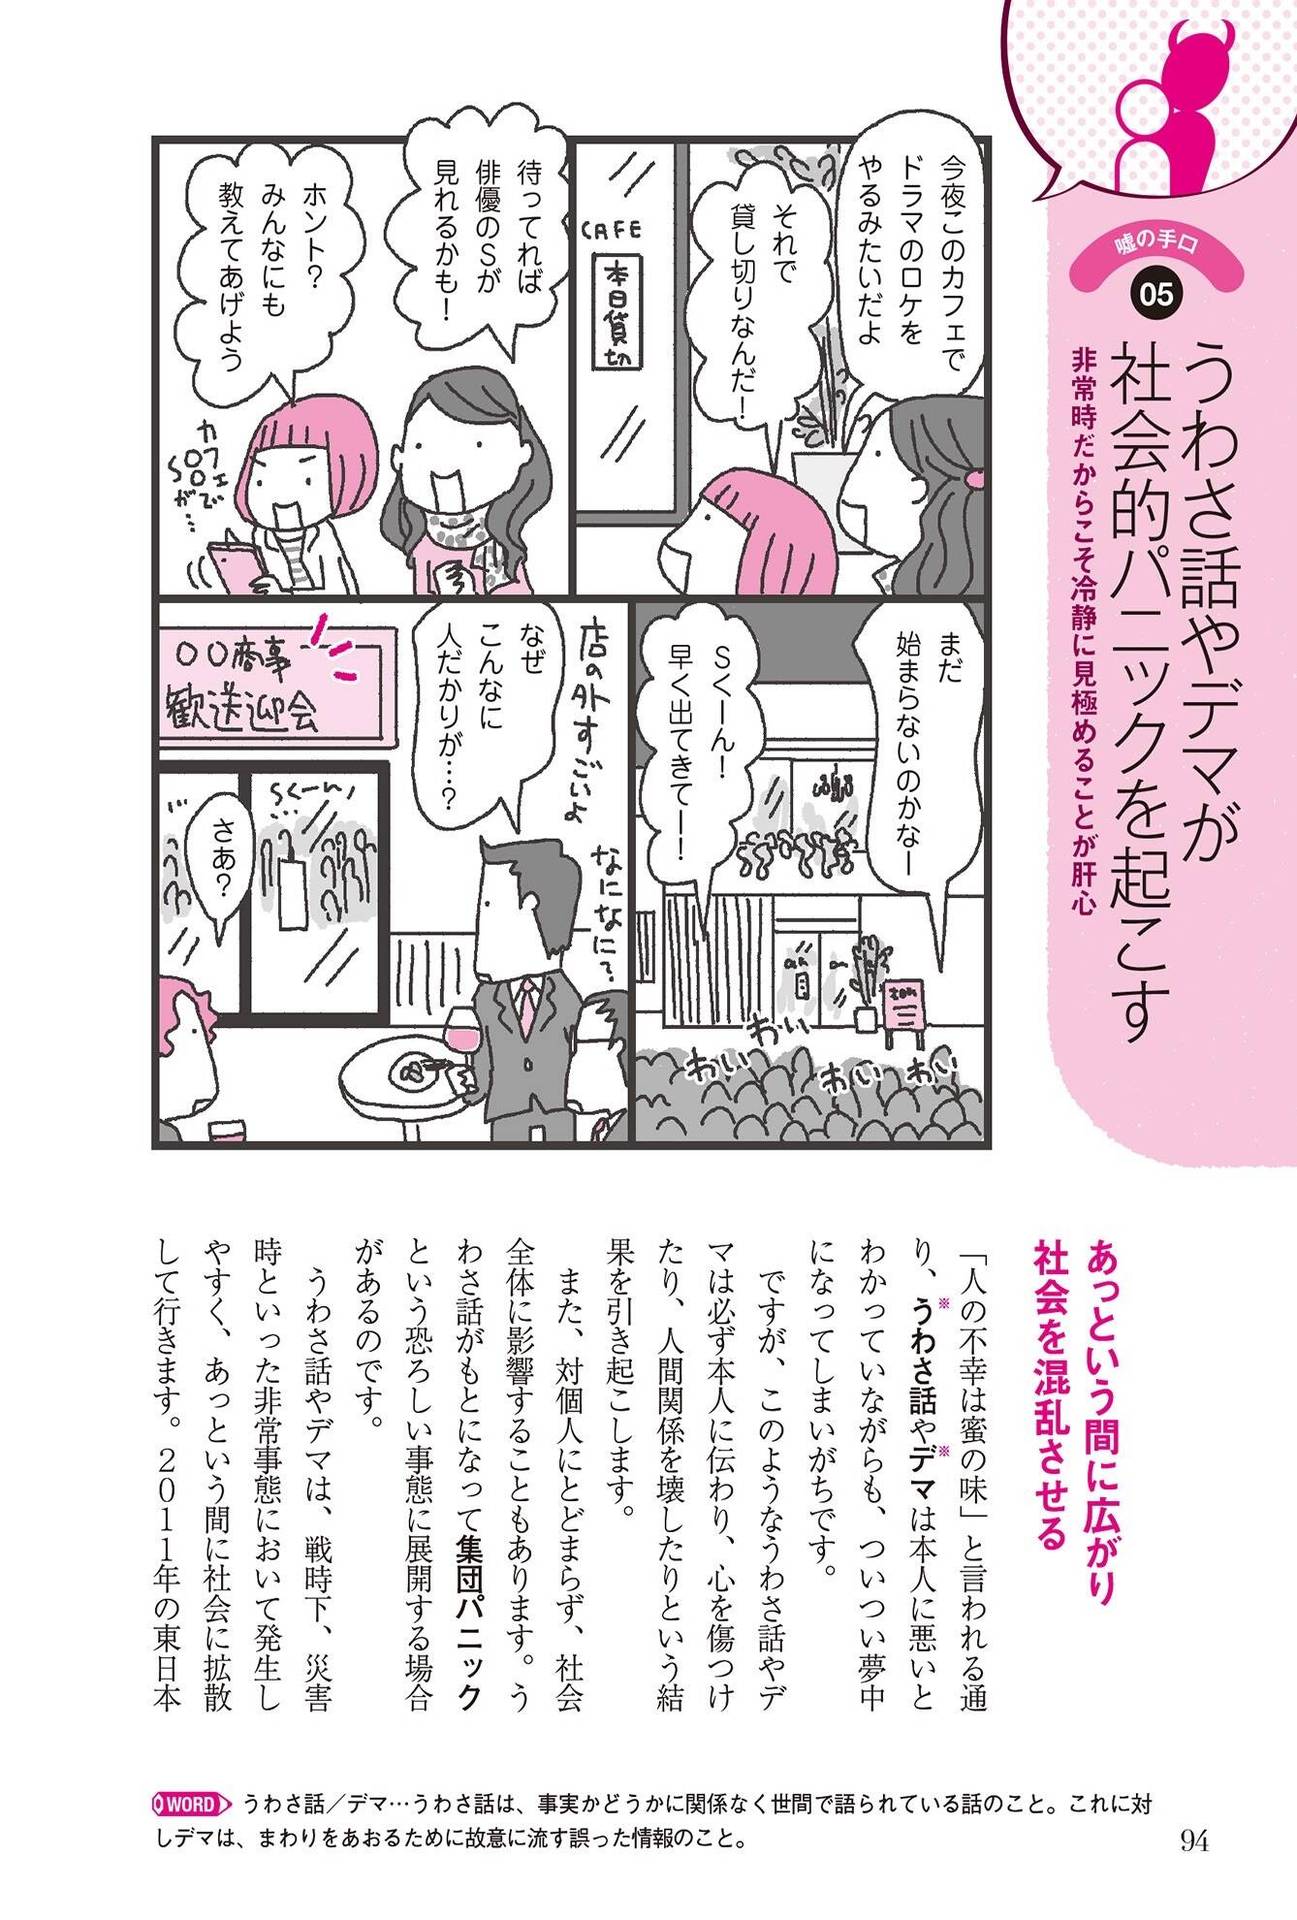 嘘の手口
05
うわさ話やデマが
社会的パニックを起こす
非常時だからこそ冷静に見極めることが肝心
今夜このカフェで
ドラマのロケを
やるみたいだよ
それで
貸し切りなんだ！
CAFE
本日貸切
待ってれば
俳優のSが
見れるかも！
ホント？
みんなにも
教えてあげよう
カフェで…
S○○が…
まだ
始まらないのかなー
Sくーん！
早く出てきてー！
わいわい
わいわい
店の外すごいよ
なになに？
なぜ
こんなに
人だかりが…？
○○商事
歓送迎会
Sくーん！
さあ？
あっという間に広がり
社会を混乱させる
「人の不幸は蜜の味」と言われる通
り、うわさ話※やデマ※は本人に悪いと
わかっていながらも、ついつい夢中
になってしまいがちです。
ですが、このようなうわさ話やデ
マは必ず本人に伝わり、心を傷つけ
たり、人間関係を壊したりという結
果を引き起こします。
また、対個人にとどまらず、社会
全体に影響することもあります。う
わさ話がもとになって集団パニック
という恐ろしい事態に展開する場合
があるのです。
うわさ話やデマは、戦時下、災害
時といった非常事態において発生し
やすく、あっという間に社会に拡散
して行きます。2011年の東日本
WORD うわさ話／デマ…うわさ話は、事実かどうかに関係なく世間で語られている話のこと。これに対
しデマは、まわりをあおるために故意に流す誤った情報のこと。
94